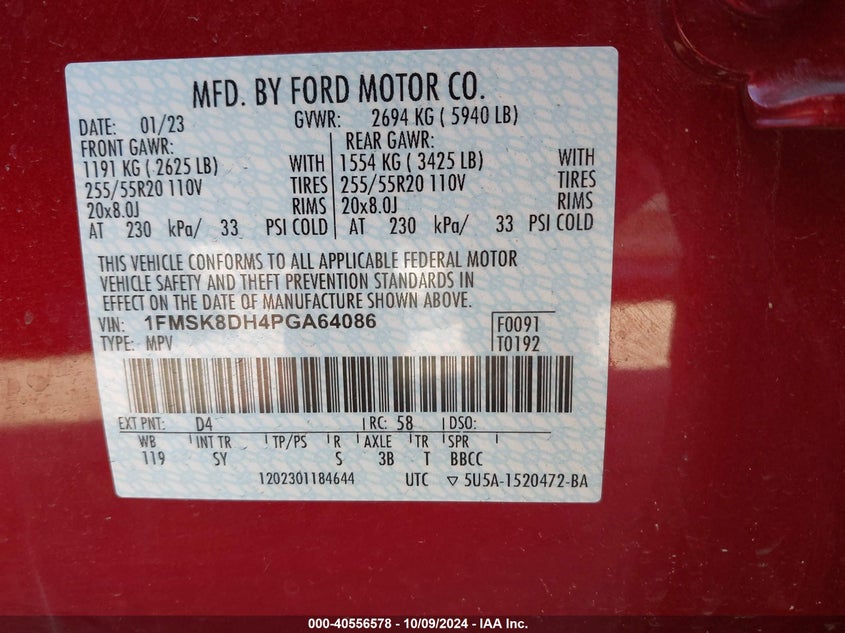 MFD. BY FORD MOTOR CO.
DATE: 01/23 GVWR: 2694 KG ( 5940 LB)
FRONT GAWR: REAR GAWR:
1191 KG ( 2625 LB) WITH 1554 KG ( 3425 LB) WITH
255/55R20 110V TIRES 255/55R20 110V TIRES
20x8.0J RIMS 20x8.0J RIMS
AT 230 kPa/ 33 PSI COLD AT 230 kPa/ 33 PSI COLD
THIS VEHICLE CONFORMS TO ALL APPLICABLE FEDERAL MOTOR
VEHICLE SAFETY AND THEFT PREVENTION STANDARDS IN
EFFECT ON THE DATE OF MANUFACTURE SHOWN ABOVE.
VIN: 1FMSK8DH4PGA64086 F0091
TYPE: MPV T0192
EXT PNT: D4 RC: 58 DSO:
WB INT TR TP/PS R AXLE TR SPR
119 SY S 3B T BBCC
1202301184644 UTC ▽ 5U5A-1520472-BA
000-40556578 - 10/09/2024 - IAA Inc.